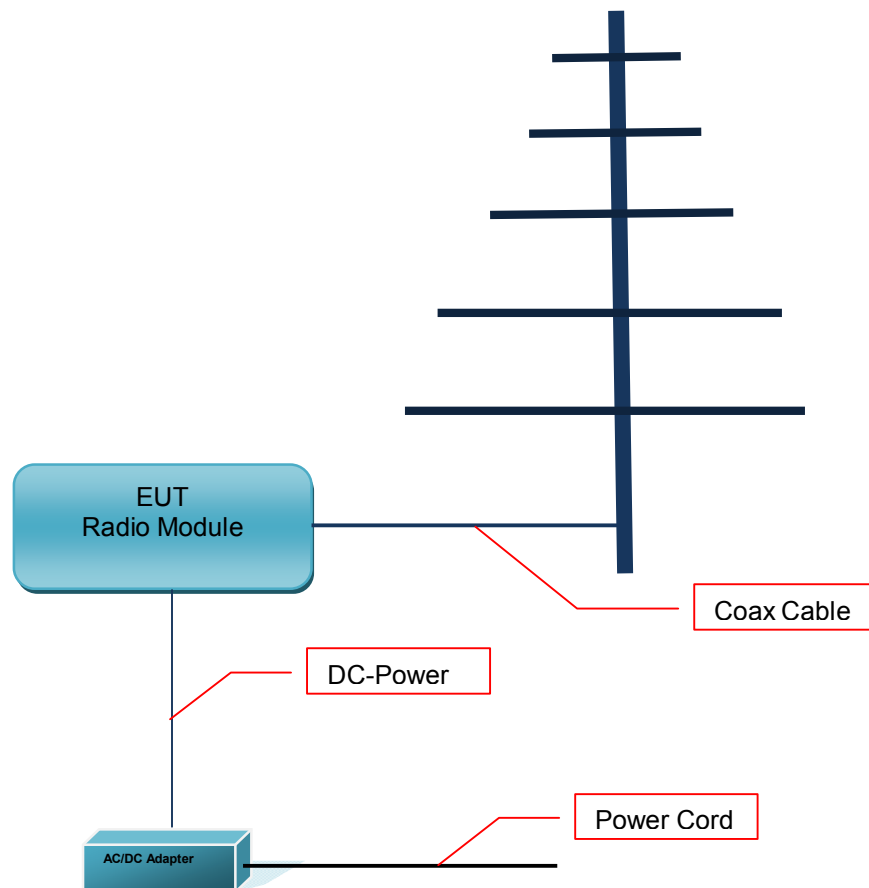 EUT
Radio Module
Coax Cable
DC-Power
Power Cord
AC/DC Adapter